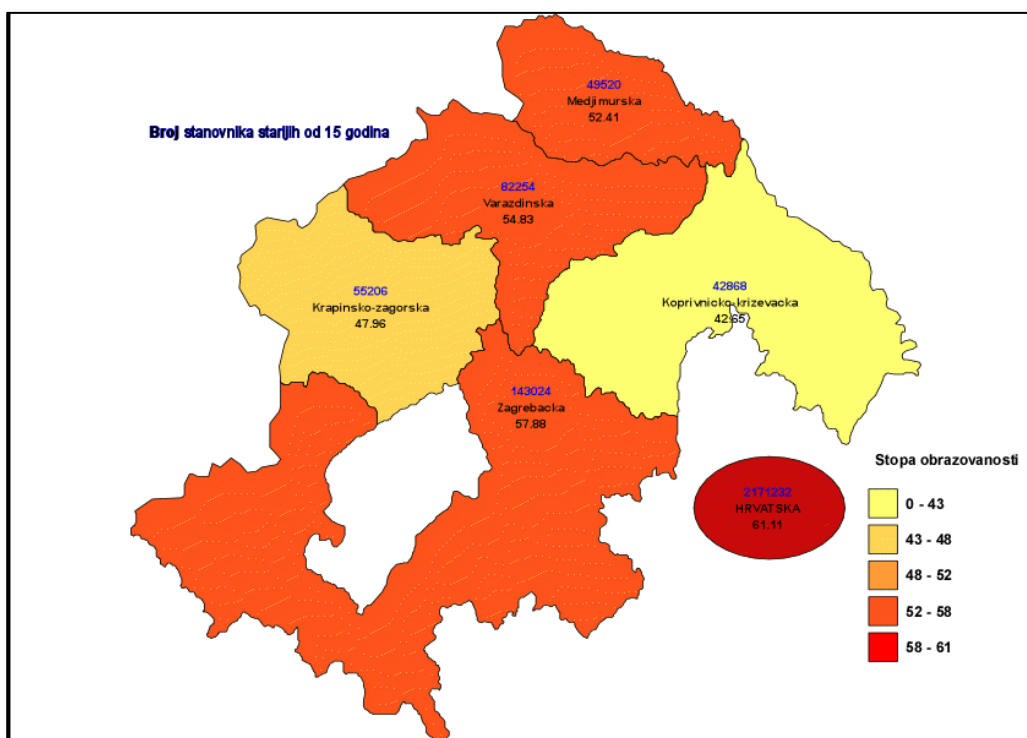 49520
Medjimurska
52.41
Broj stanovnika starijih od 15 godina
82254
Varazdinska
54.83
55206
Krapinsko-zagorska
47.96
42868
Koprivnicko-krizevacka
42.65
143024
Zagrebacka
57.88
Stopa obrazovanosti
2171232
HRVATSKA
61.11
0 - 43
43 - 48
48 - 52
52 - 58
58 - 61